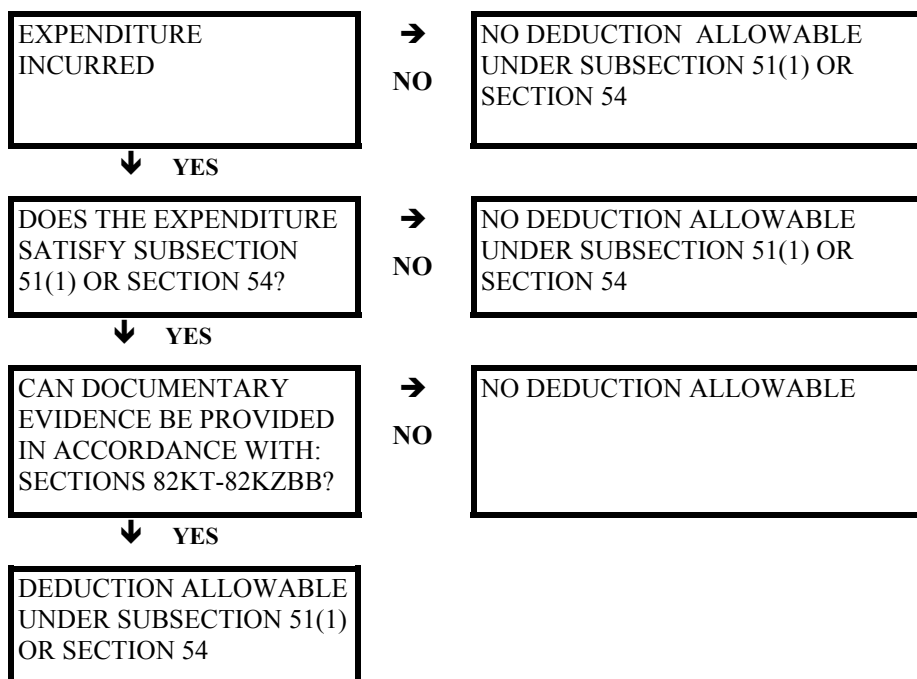 EXPENDITURE
INCURRED
➔
NO
NO DEDUCTION ALLOWABLE
UNDER SUBSECTION 51(1) OR
SECTION 54
🡫 YES
DOES THE EXPENDITURE
SATISFY SUBSECTION
51(1) OR SECTION 54?
➔
NO
NO DEDUCTION ALLOWABLE
UNDER SUBSECTION 51(1) OR
SECTION 54
🡫 YES
CAN DOCUMENTARY
EVIDENCE BE PROVIDED
IN ACCORDANCE WITH:
SECTIONS 82KT-82KZBB?
➔
NO
NO DEDUCTION ALLOWABLE
🡫 YES
DEDUCTION ALLOWABLE
UNDER SUBSECTION 51(1)
OR SECTION 54